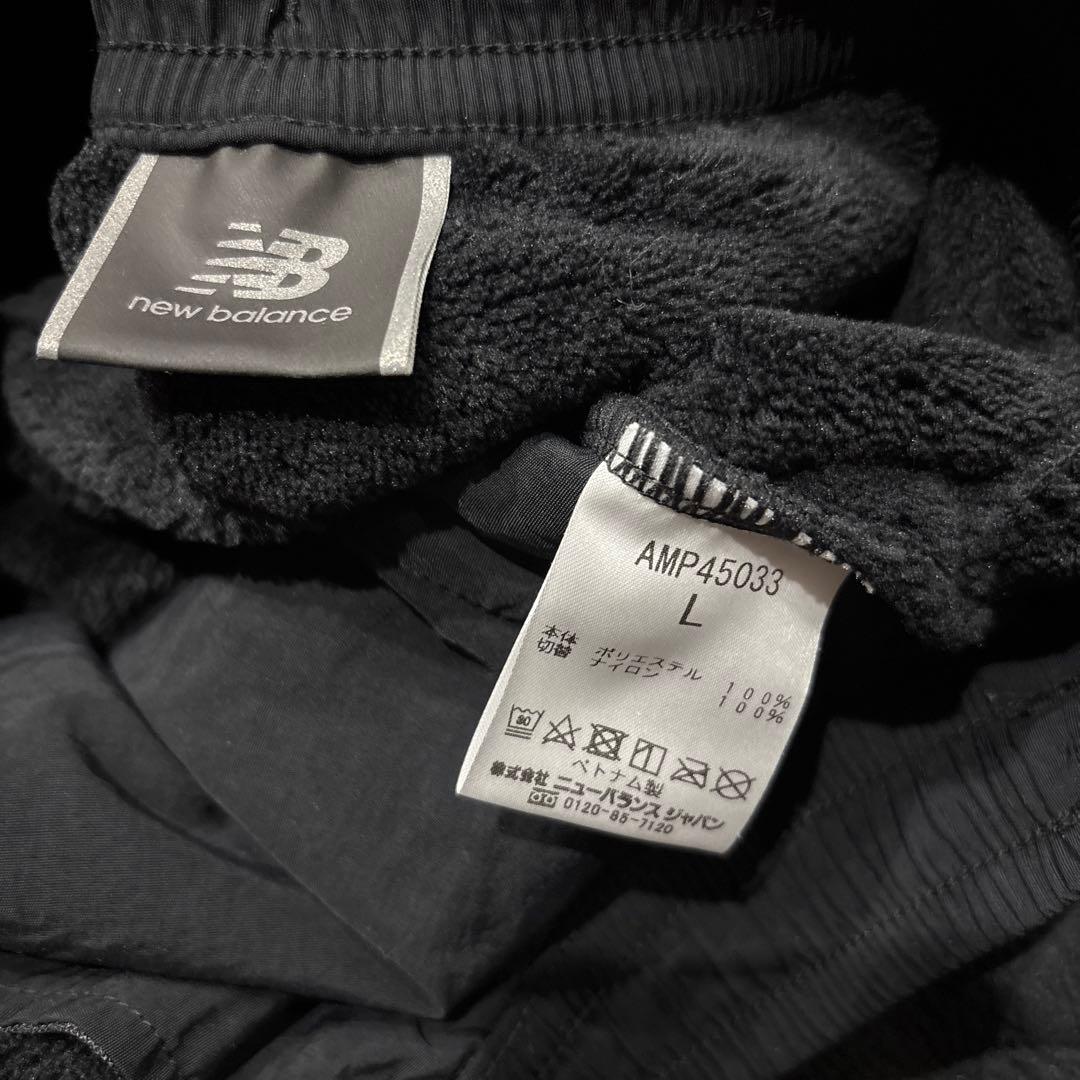 NB
new balance
AMP45033
L
本体 ポリエステル 100%
切替 ナイロン 100%
30
ベトナム製
株式会社 ニューバランス ジャパン
0120-85-7120